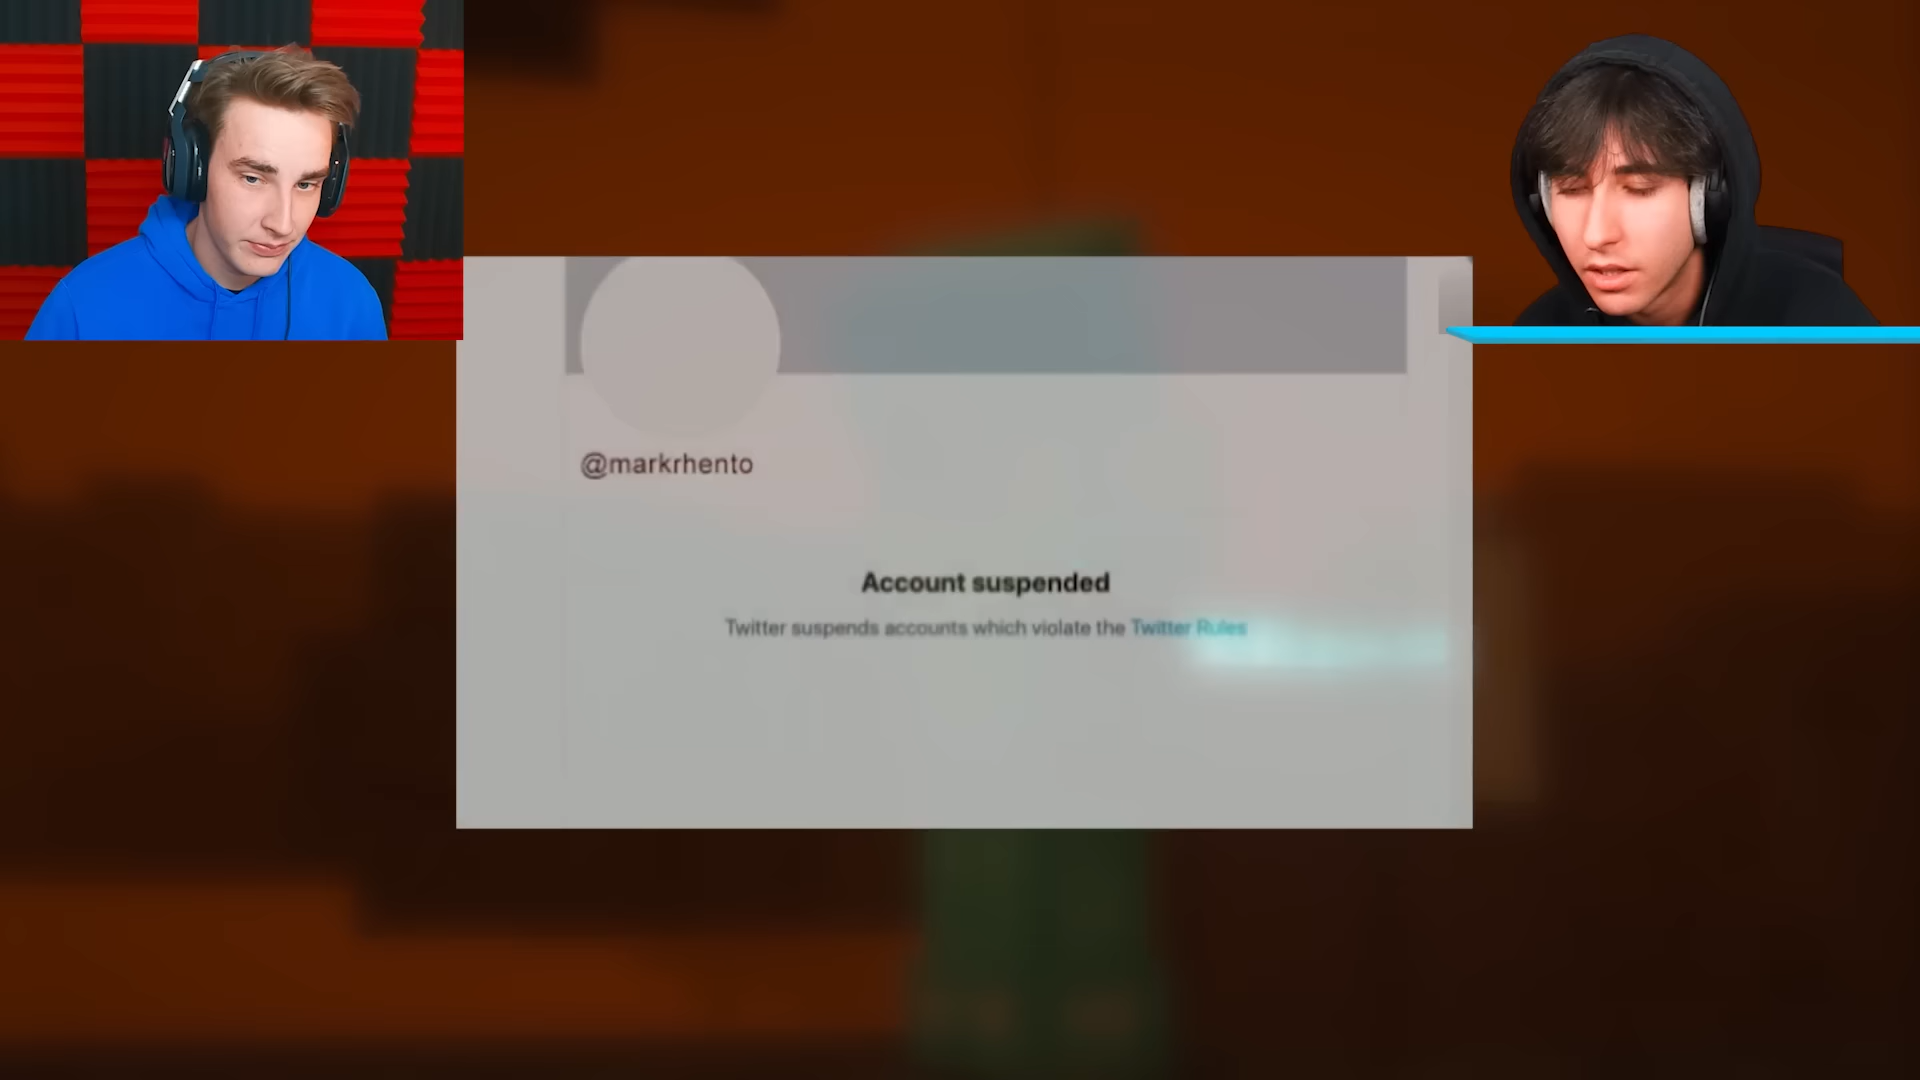 @markrhento
Account suspended
Twitter suspends accounts which violate the Twitter Rules